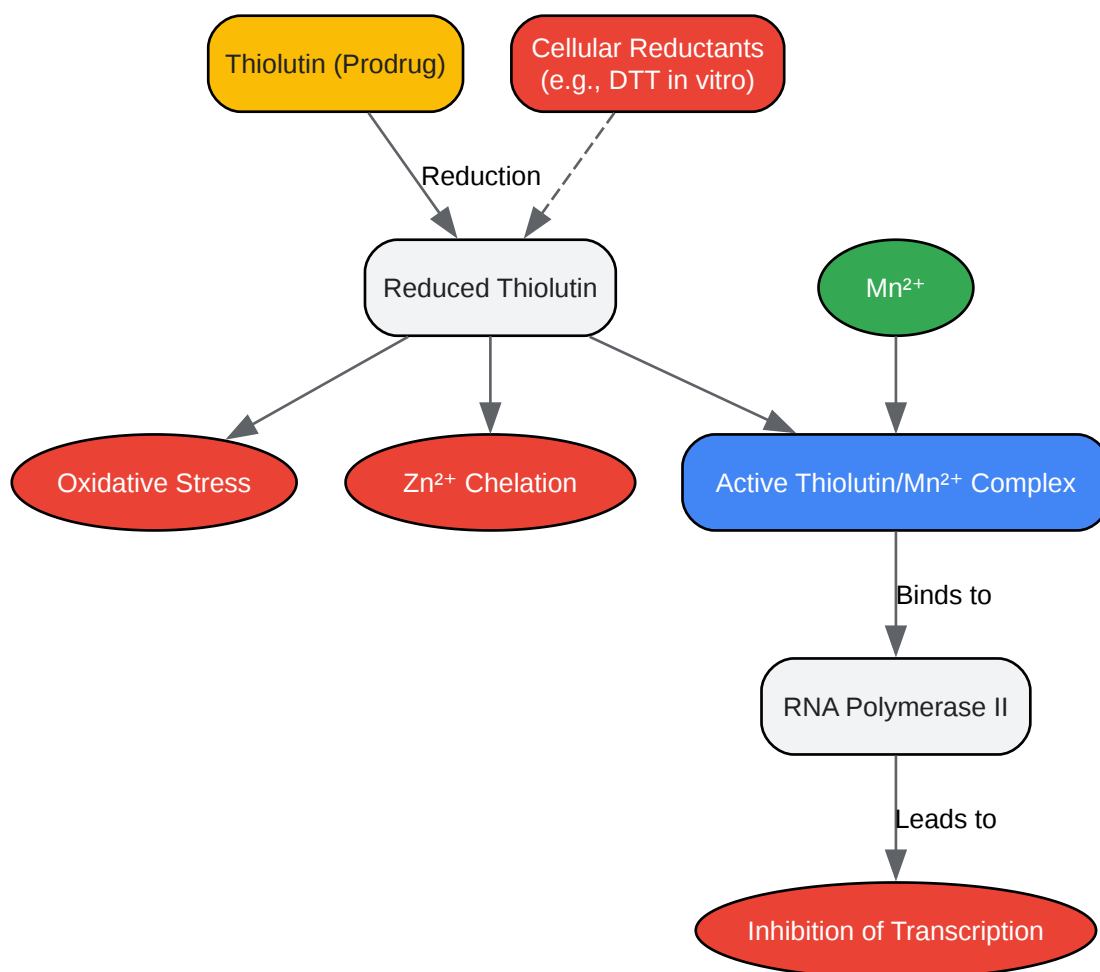 Thiolutin (Prodrug)
Cellular Reductants
(e.g., DTT in vitro)
Reduction
Reduced Thiolutin
Mn²⁺
Oxidative Stress
Zn²⁺ Chelation
Active Thiolutin/Mn²⁺ Complex
Binds to
RNA Polymerase II
Leads to
Inhibition of Transcription